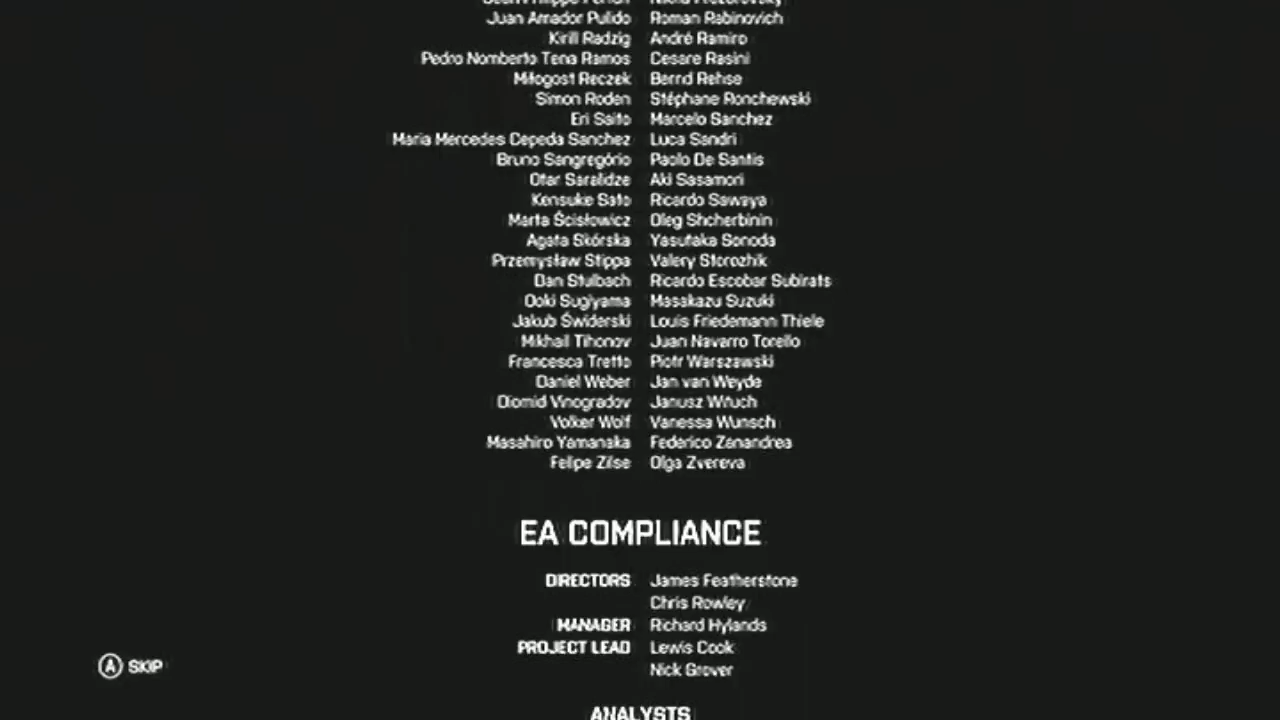 Juan Amador Pulido Roman Rabinovich
Kirill Radzig André Ramiro
Pedro Nomberto Tena Ramos Cesare Rasini
Miłogost Reczek Bernd Rehse
Simon Roden Stéphane Ronchewski
Eri Saito Marcelo Sanchez
Maria Mercedes Cepeda Sanchez Luca Sandri
Bruno Sangregório Paolo De Santis
Otar Saralidze Aki Sasamori
Kensuke Sato Ricardo Sawaya
Marta Ścisłowicz Oleg Shcherbinin
Agata Skórska Yasutaka Sonoda
Przemysław Stippa Valery Storozhik
Dan Stulbach Ricardo Escobar Subirats
Ooki Sugiyama Masakazu Suzuki
Jakub Świderski Louis Friedemann Thiele
Mikhail Tihonov Juan Navarro Torello
Francesca Tretto Piotr Warszawski
Daniel Weber Jan van Weyde
Diomid Vinogradov Janusz Wituch
Volker Wolf Vanessa Wunsch
Masahiro Yamanaka Federico Zanandrea
Felipe Zilse Olga Zvereva
EA COMPLIANCE
DIRECTORS James Featherstone
Chris Rowley
MANAGER Richard Hylands
PROJECT LEAD Lewis Cook
Nick Grover
A SKIP
ANALYSTS